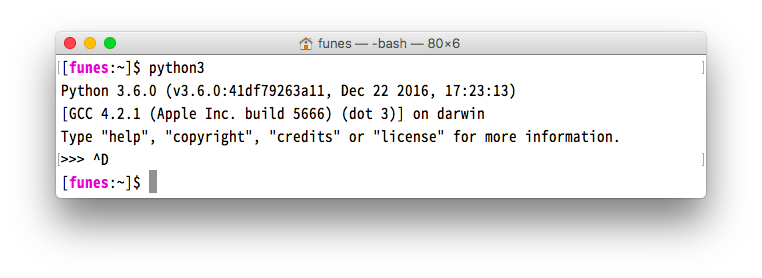 funes — -bash — 80×6
[funes:~]$ python3
Python 3.6.0 (v3.6.0:41df79263a11, Dec 22 2016, 17:23:13)
[GCC 4.2.1 (Apple Inc. build 5666) (dot 3)] on darwin
Type "help", "copyright", "credits" or "license" for more information.
>>> ^D
[funes:~]$